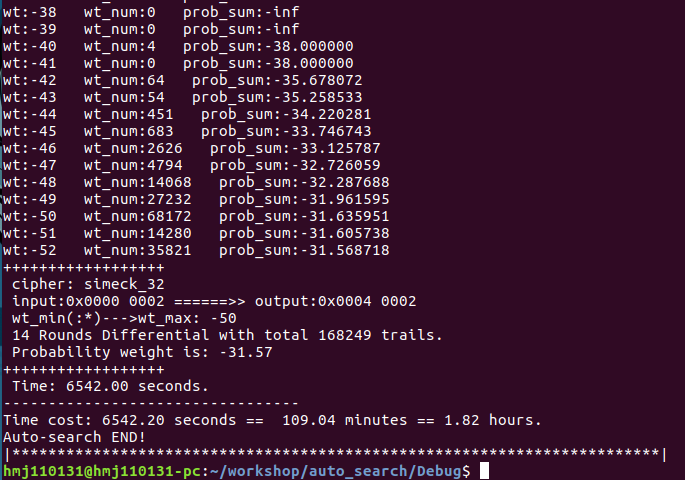 wt:-38   wt_num:0   prob_sum:-inf
wt:-39   wt_num:0   prob_sum:-inf
wt:-40   wt_num:4   prob_sum:-38.000000
wt:-41   wt_num:0   prob_sum:-38.000000
wt:-42   wt_num:64   prob_sum:-35.678072
wt:-43   wt_num:54   prob_sum:-35.258533
wt:-44   wt_num:451   prob_sum:-34.220281
wt:-45   wt_num:683   prob_sum:-33.746743
wt:-46   wt_num:2626   prob_sum:-33.125787
wt:-47   wt_num:4794   prob_sum:-32.726059
wt:-48   wt_num:14068   prob_sum:-32.287688
wt:-49   wt_num:27232   prob_sum:-31.961595
wt:-50   wt_num:68172   prob_sum:-31.635951
wt:-51   wt_num:14280   prob_sum:-31.605738
wt:-52   wt_num:35821   prob_sum:-31.568718
++++++++++++++++++
 cipher: simeck_32
 input:0x0000 0002 ======>> output:0x0004 0002
 wt_min(:*)--->wt_max: -50
 14 Rounds Differential with total 168249 trails.
 Probability weight is: -31.57
++++++++++++++++++
 Time: 6542.00 seconds.
---------------------------------
Time cost: 6542.20 seconds ==  109.04 minutes == 1.82 hours.
Auto-search END!
|************************************************************************|
hmj110131@hmj110131-pc:~/workshop/auto_search/Debug$